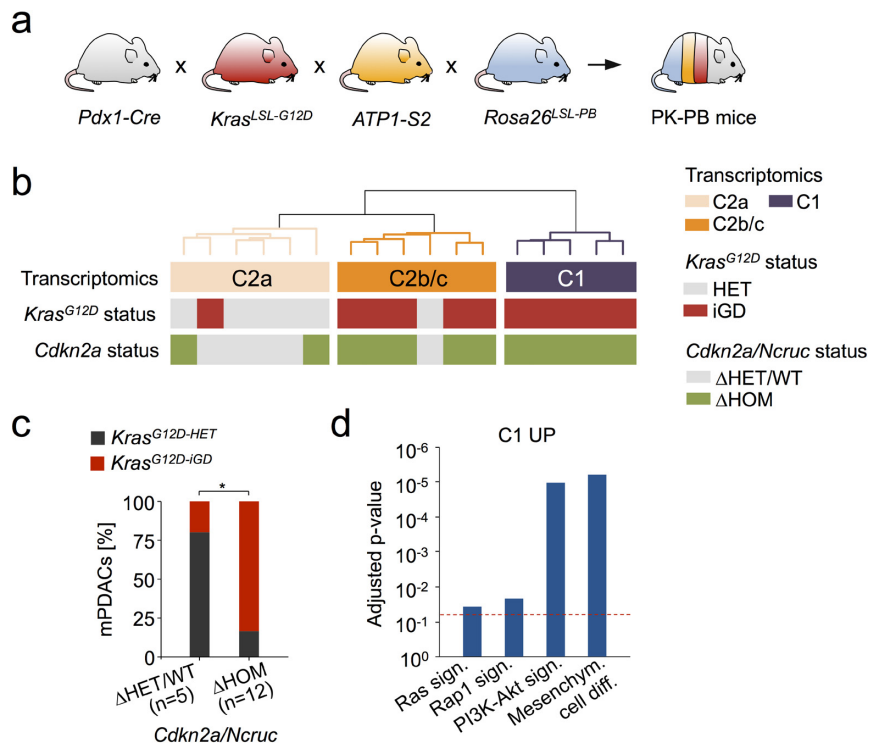 a
x x x
Pdx1-Cre Kras^LSL-G12D ATP1-S2 Rosa26^LSL-PB PK-PB mice
b
Transcriptomics
C2a C1
C2b/c
Transcriptomics C2a C2b/c C1
Kras^G12D status
HET
iGD
Kras^G12D status
Cdkn2a status
Cdkn2a/Ncruc status
ΔHET/WT
ΔHOM
c
Kras^G12D-HET
Kras^G12D-iGD
*
mPDACs [%]
100
75
50
25
0
ΔHET/WT
(n=5)
ΔHOM
(n=12)
Cdkn2a/Ncruc
d
C1 UP
Adjusted p-value
10^-6
10^-5
10^-4
10^-3
10^-2
10^-1
10^0
Ras sign.
Rap1 sign.
PI3K-Akt sign.
Mesenchym.
cell diff.